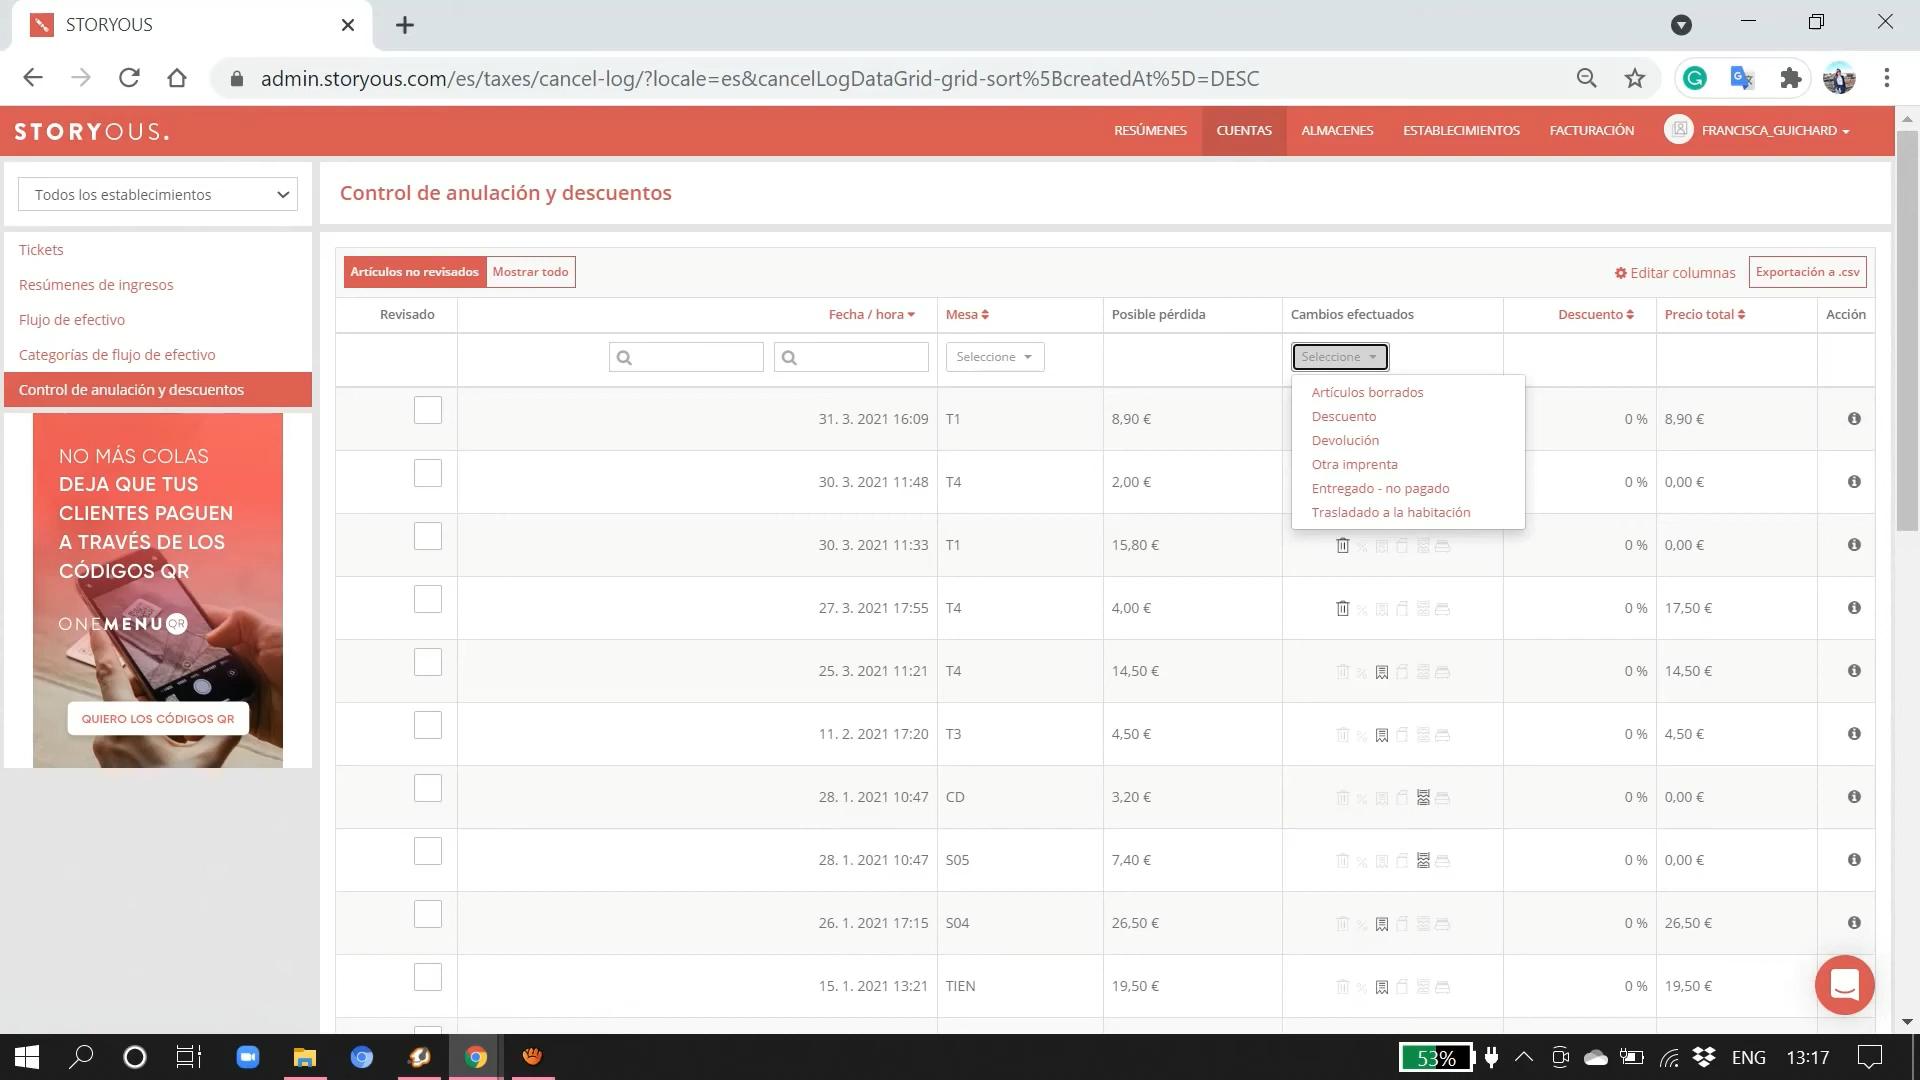 STORYOUS
admin.storyous.com/es/taxes/cancel-log/?locale=es&cancelLogDataGrid-grid-sort%5BcreatedAt%5D=DESC
STORYOUS.
RESÚMENES
CUENTAS
ALMACENES
ESTABLECIMIENTOS
FACTURACIÓN
FRANCISCA_GUICHARD
Todos los establecimientos
Control de anulación y descuentos
Tickets
Resúmenes de ingresos
Flujo de efectivo
Categorías de flujo de efectivo
Control de anulación y descuentos
NO MÁS COLAS
DEJA QUE TUS
CLIENTES PAGUEN
A TRAVÉS DE LOS
CÓDIGOS QR
ONEMENU QR
QUIERO LOS CÓDIGOS QR
Artículos no revisados
Mostrar todo
Editar columnas
Exportación a .csv
Revisado
Fecha / hora
Mesa
Posible pérdida
Cambios efectuados
Descuento
Precio total
Acción
Seleccione
Seleccione
Artículos borrados
Descuento
Devolución
Otra imprenta
Entregado - no pagado
Trasladado a la habitación
31. 3. 2021 16:09 T1 8,90 € 0 % 8,90 €
30. 3. 2021 11:48 T4 2,00 € 0 % 0,00 €
30. 3. 2021 11:33 T1 15,80 € 0 % 0,00 €
27. 3. 2021 17:55 T4 4,00 € 0 % 17,50 €
25. 3. 2021 11:21 T4 14,50 € 0 % 14,50 €
11. 2. 2021 17:20 T3 4,50 € 0 % 4,50 €
28. 1. 2021 10:47 CD 3,20 € 0 % 0,00 €
28. 1. 2021 10:47 S05 7,40 € 0 % 0,00 €
26. 1. 2021 17:15 S04 26,50 € 0 % 26,50 €
15. 1. 2021 13:21 TIEN 19,50 € 0 % 19,50 €
53%
ENG
13:17